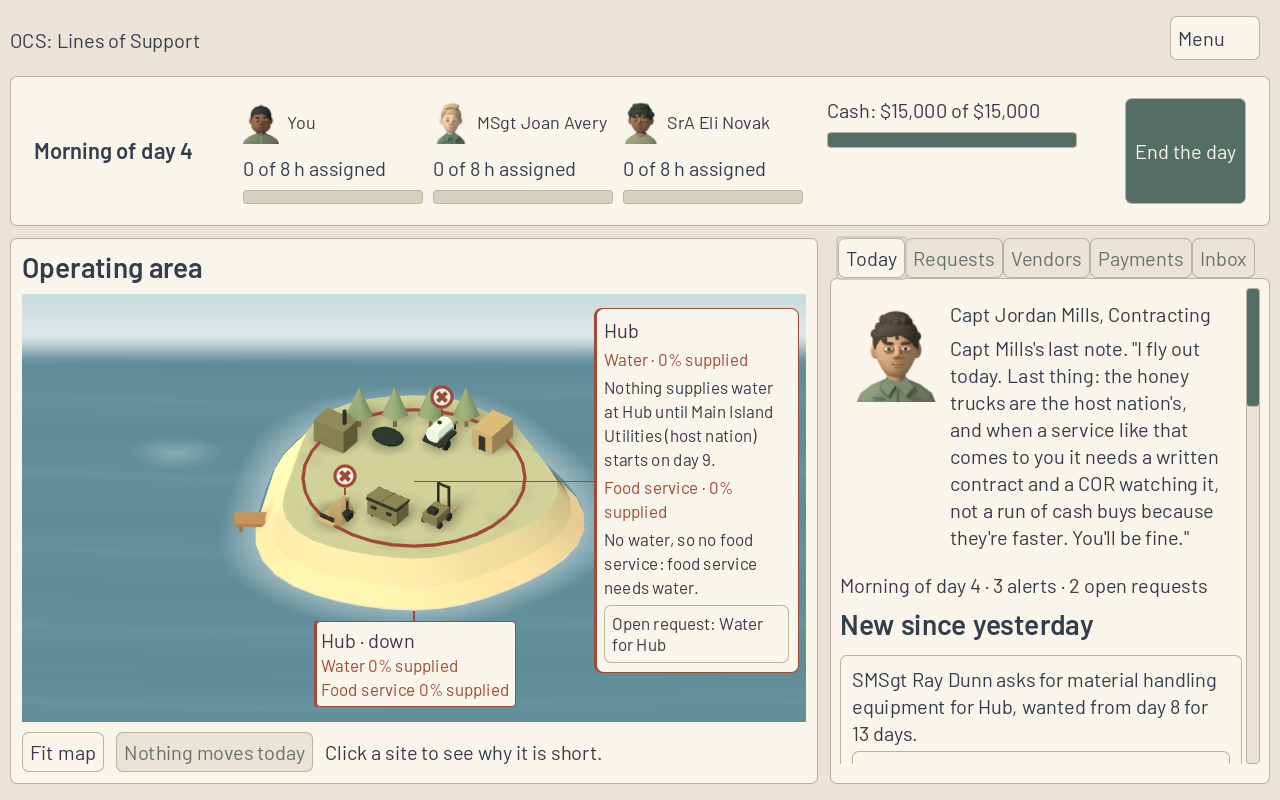 OCS: Lines of Support
Menu
Morning of day 4
You
0 of 8 h assigned
MSgt Joan Avery
0 of 8 h assigned
SrA Eli Novak
0 of 8 h assigned
Cash: $15,000 of $15,000
End the day
Operating area
Hub
Water · 0% supplied
Nothing supplies water
at Hub until Main Island
Utilities (host nation)
starts on day 9.
Food service · 0%
supplied
No water, so no food
service: food service
needs water.
Open request: Water
for Hub
Hub · down
Water 0% supplied
Food service 0% supplied
Fit map
Nothing moves today
Click a site to see why it is short.
Today
Requests
Vendors
Payments
Inbox
Capt Jordan Mills, Contracting
Capt Mills's last note. "I fly out
today. Last thing: the honey
trucks are the host nation's,
and when a service like that
comes to you it needs a written
contract and a COR watching it,
not a run of cash buys because
they're faster. You'll be fine."
Morning of day 4 · 3 alerts · 2 open requests
New since yesterday
SMSgt Ray Dunn asks for material handling
equipment for Hub, wanted from day 8 for
13 days.